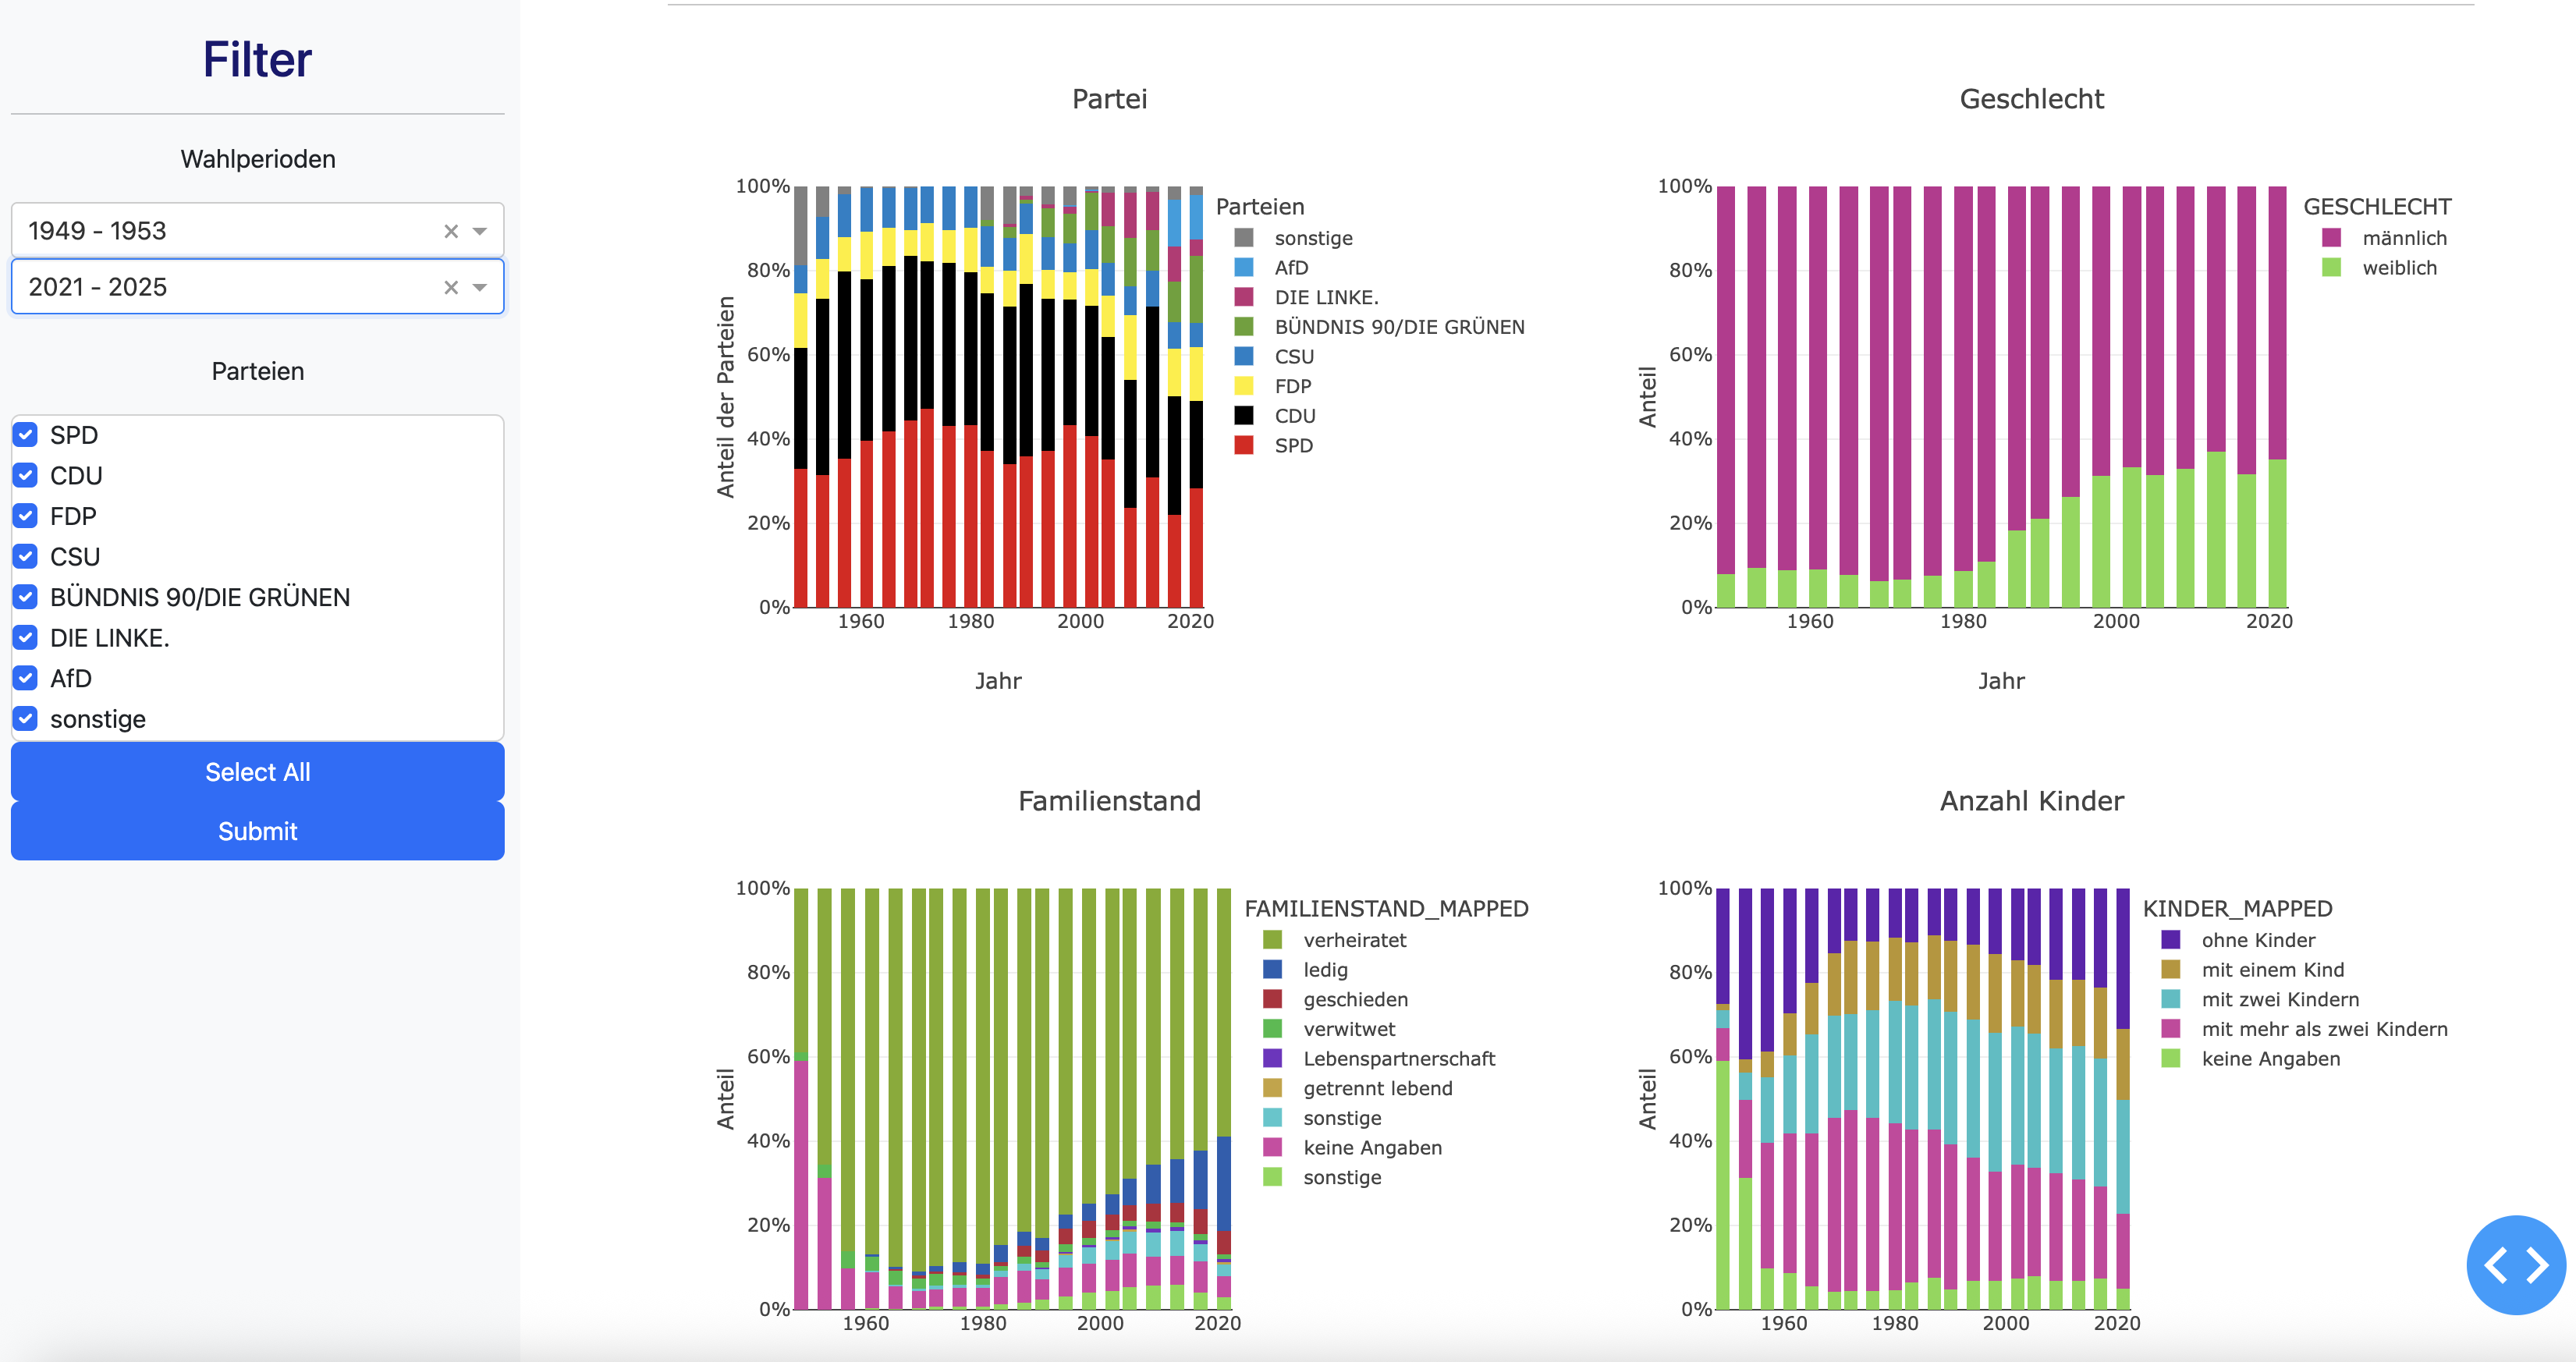 Filter
Wahlperioden
1949 - 1953
2021 - 2025
Parteien
SPD
CDU
FDP
CSU
BÜNDNIS 90/DIE GRÜNEN
DIE LINKE.
AfD
sonstige
Select All
Submit
Partei
100%
80%
60%
40%
20%
0%
Anteil der Parteien
1960 1980 2000 2020
Jahr
Parteien
sonstige
AfD
DIE LINKE.
BÜNDNIS 90/DIE GRÜNEN
CSU
FDP
CDU
SPD
Geschlecht
100%
80%
60%
40%
20%
0%
Anteil
1960 1980 2000 2020
Jahr
GESCHLECHT
männlich
weiblich
Familienstand
100%
80%
60%
40%
20%
0%
Anteil
1960 1980 2000 2020
FAMILIENSTAND_MAPPED
verheiratet
ledig
geschieden
verwitwet
Lebenspartnerschaft
getrennt lebend
sonstige
keine Angaben
sonstige
Anzahl Kinder
100%
80%
60%
40%
20%
0%
Anteil
1960 1980 2000 2020
KINDER_MAPPED
ohne Kinder
mit einem Kind
mit zwei Kindern
mit mehr als zwei Kindern
keine Angaben